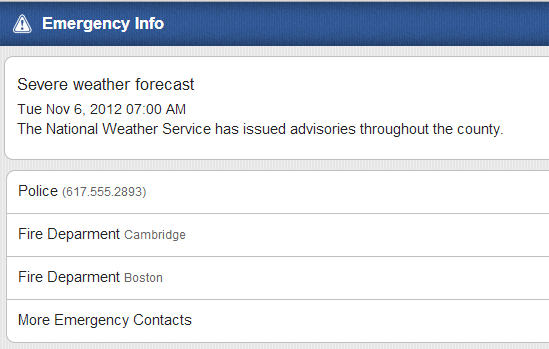 Emergency Info
Severe weather forecast
Tue Nov 6, 2012 07:00 AM
The National Weather Service has issued advisories throughout the county.
Police (617.555.2893)
Fire Deparment Cambridge
Fire Deparment Boston
More Emergency Contacts